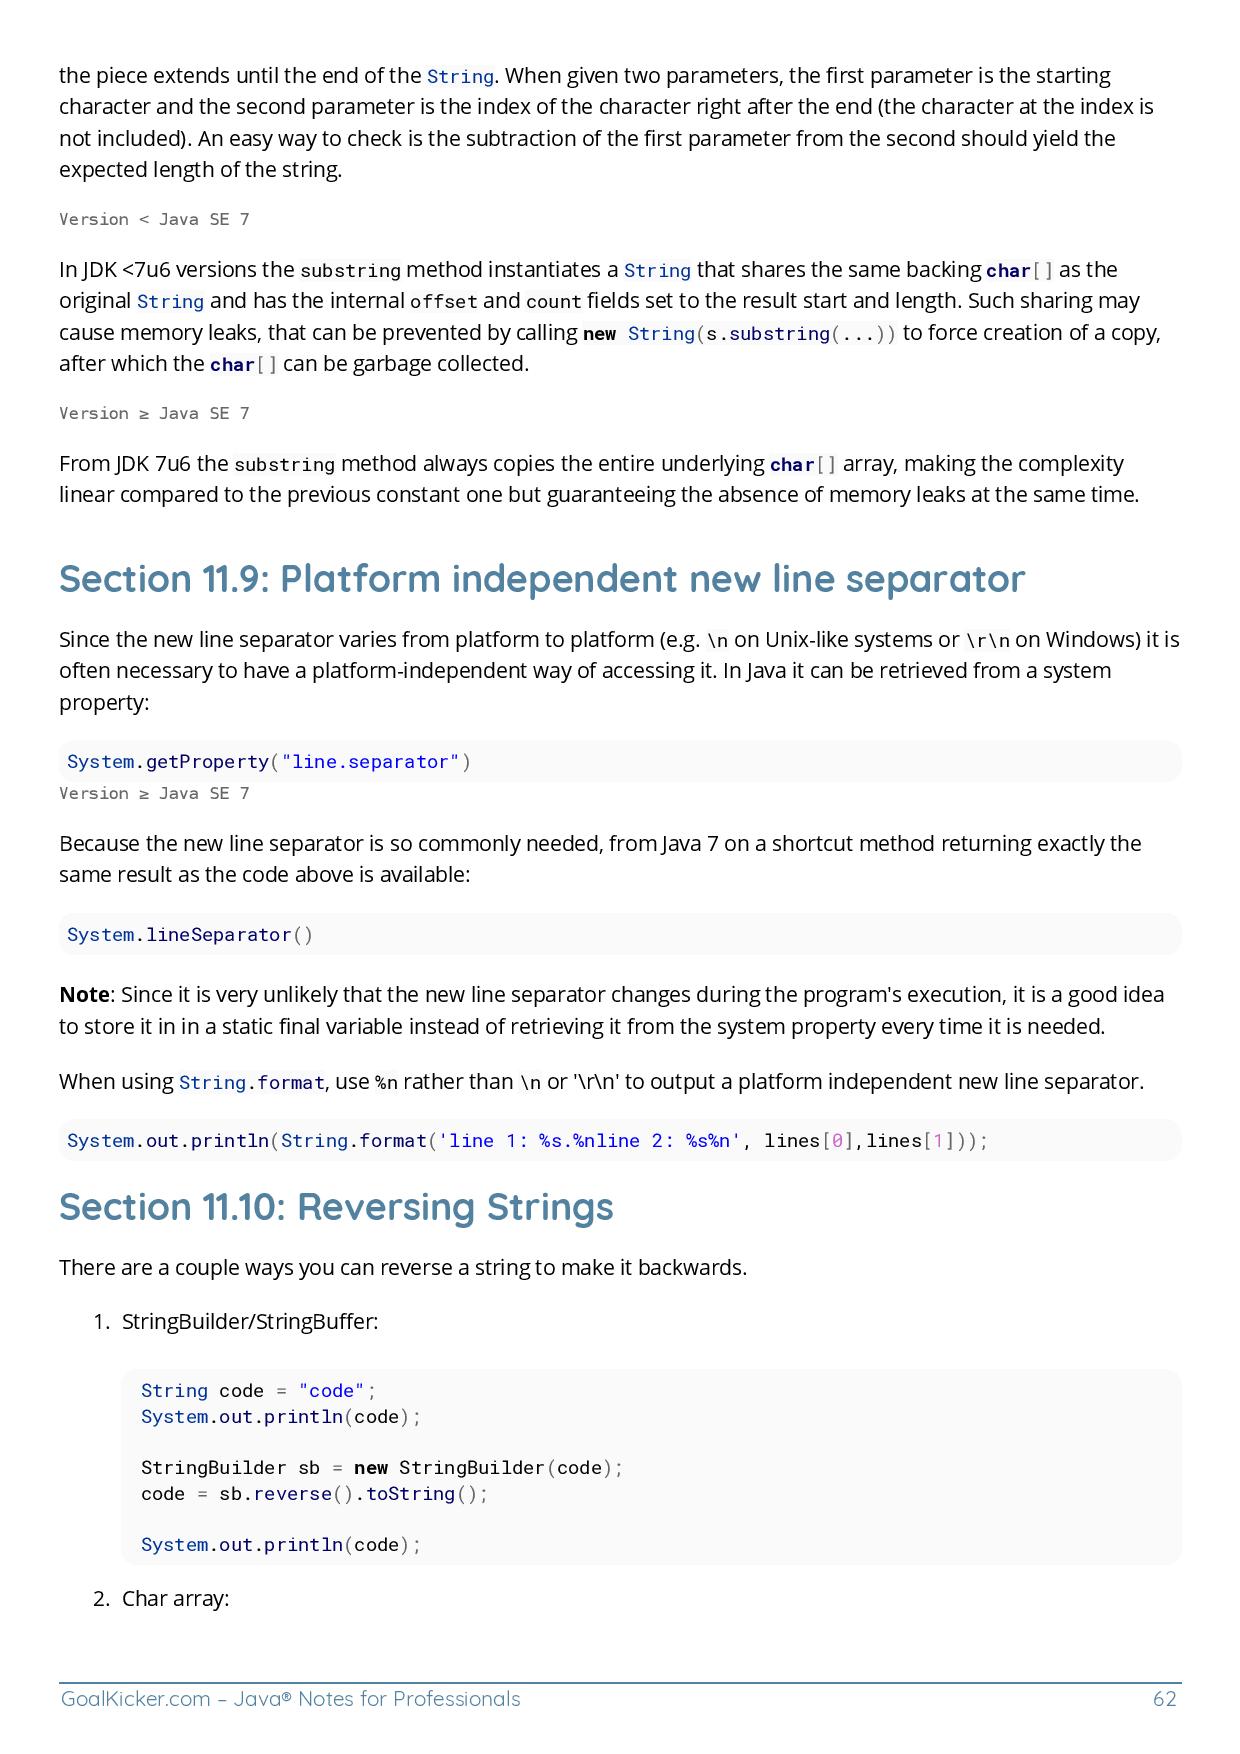 the piece extends until the end of the String. When given two parameters, the first parameter is the starting
character and the second parameter is the index of the character right after the end (the character at the index is
not included). An easy way to check is the subtraction of the first parameter from the second should yield the
expected length of the string.
Version < Java SE 7
In JDK <7u6 versions the substring method instantiates a String that shares the same backing char[] as the
original String and has the internal offset and count fields set to the result start and length. Such sharing may
cause memory leaks, that can be prevented by calling new String(s.substring(...)) to force creation of a copy,
after which the char[] can be garbage collected.
Version ≥ Java SE 7
From JDK 7u6 the substring method always copies the entire underlying char[] array, making the complexity
linear compared to the previous constant one but guaranteeing the absence of memory leaks at the same time.
Section 11.9: Platform independent new line separator
Since the new line separator varies from platform to platform (e.g. \n on Unix-like systems or \r\n on Windows) it is
often necessary to have a platform-independent way of accessing it. In Java it can be retrieved from a system
property:
System.getProperty("line.separator")
Version ≥ Java SE 7
Because the new line separator is so commonly needed, from Java 7 on a shortcut method returning exactly the
same result as the code above is available:
System.lineSeparator()
Note: Since it is very unlikely that the new line separator changes during the program's execution, it is a good idea
to store it in in a static final variable instead of retrieving it from the system property every time it is needed.
When using String.format, use %n rather than \n or '\r\n' to output a platform independent new line separator.
System.out.println(String.format('line 1: %s.%nline 2: %s%n', lines[0],lines[1]));
Section 11.10: Reversing Strings
There are a couple ways you can reverse a string to make it backwards.
1. StringBuilder/StringBuffer:
String code = "code";
System.out.println(code);
StringBuilder sb = new StringBuilder(code);
code = sb.reverse().toString();
System.out.println(code);
2. Char array:
GoalKicker.com – Java® Notes for Professionals 62